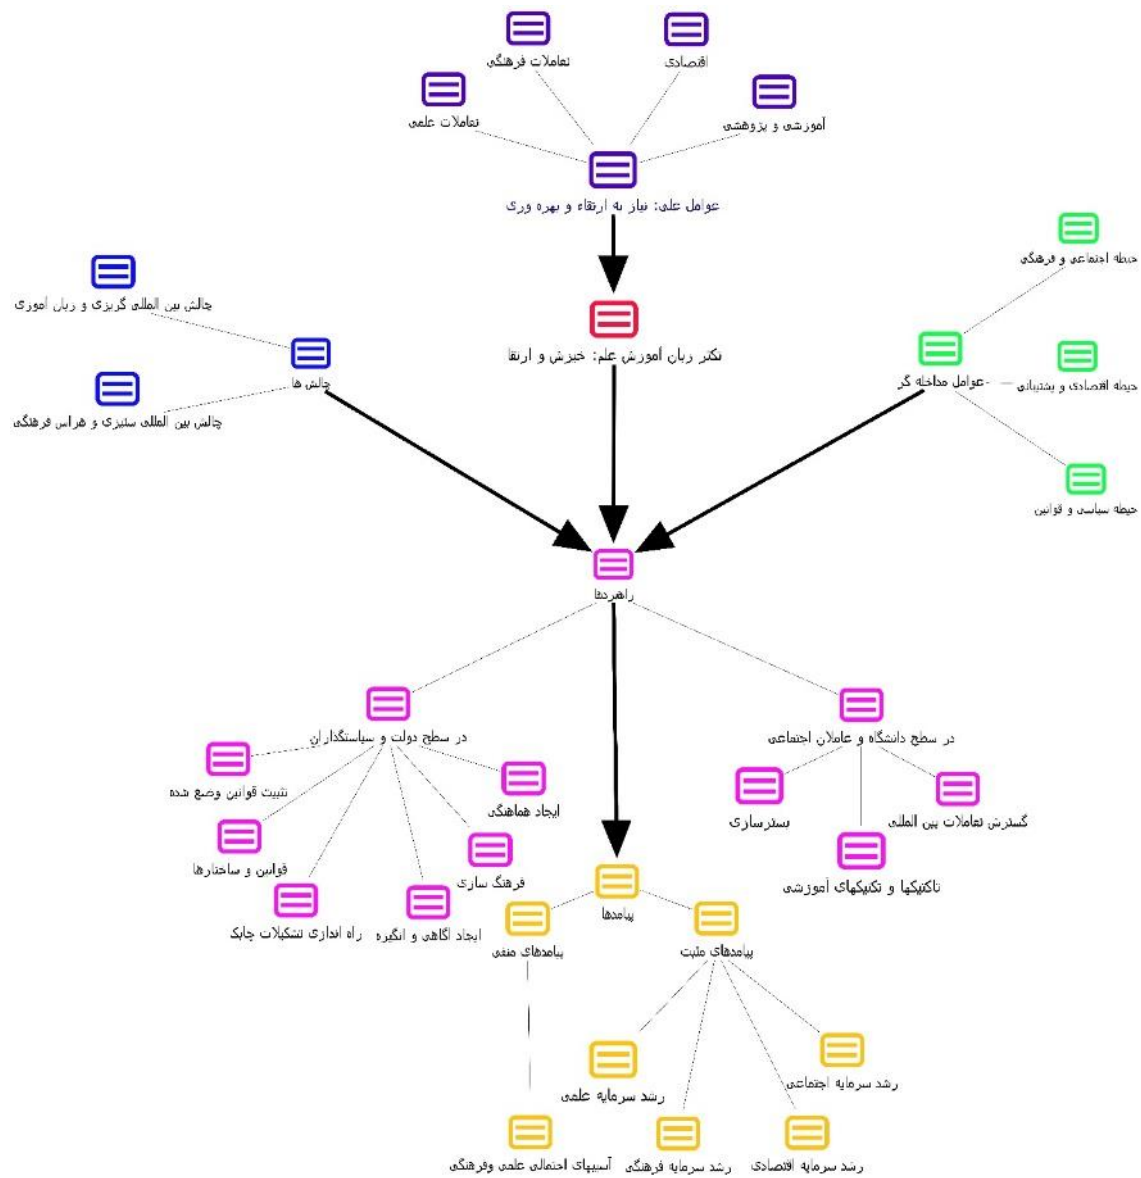 تعاملات فرهنگی
اقتصادی
تعاملات علمی
آموزشی و پژوهشی
عوامل علی: نیاز به ارتقاء و بهره وری
حیطه اجتماعی و فرهنگی
چالش بین المللی گریزی و زبان آموزی
تکثر زبان آموزش علم: خیزش و ارتقا
چالش ها
عوامل مداخله گر
حیطه اقتصادی و پشتیبانی
چالش بین المللی ستیزی و هراس فرهنگی
حیطه سیاسی و قوانین
راهبردها
در سطح دولت و سیاستگذاران
در سطح دانشگاه و عاملان اجتماعی
تثبیت قوانین وضع شده
ایجاد هماهنگی
بسترسازی
گسترش تعاملات بین المللی
قوانین و ساختارها
فرهنگ سازی
تاکتیکها و تکنیکهای آموزشی
راه اندازی تشکیلات چابک
ایجاد آگاهی و انگیزه
پیامدها
پیامدهای منفی
پیامدهای مثبت
رشد سرمایه علمی
رشد سرمایه اجتماعی
آسیبهای احتمالی علمی وفرهنگی
رشد سرمایه فرهنگی
رشد سرمایه اقتصادی